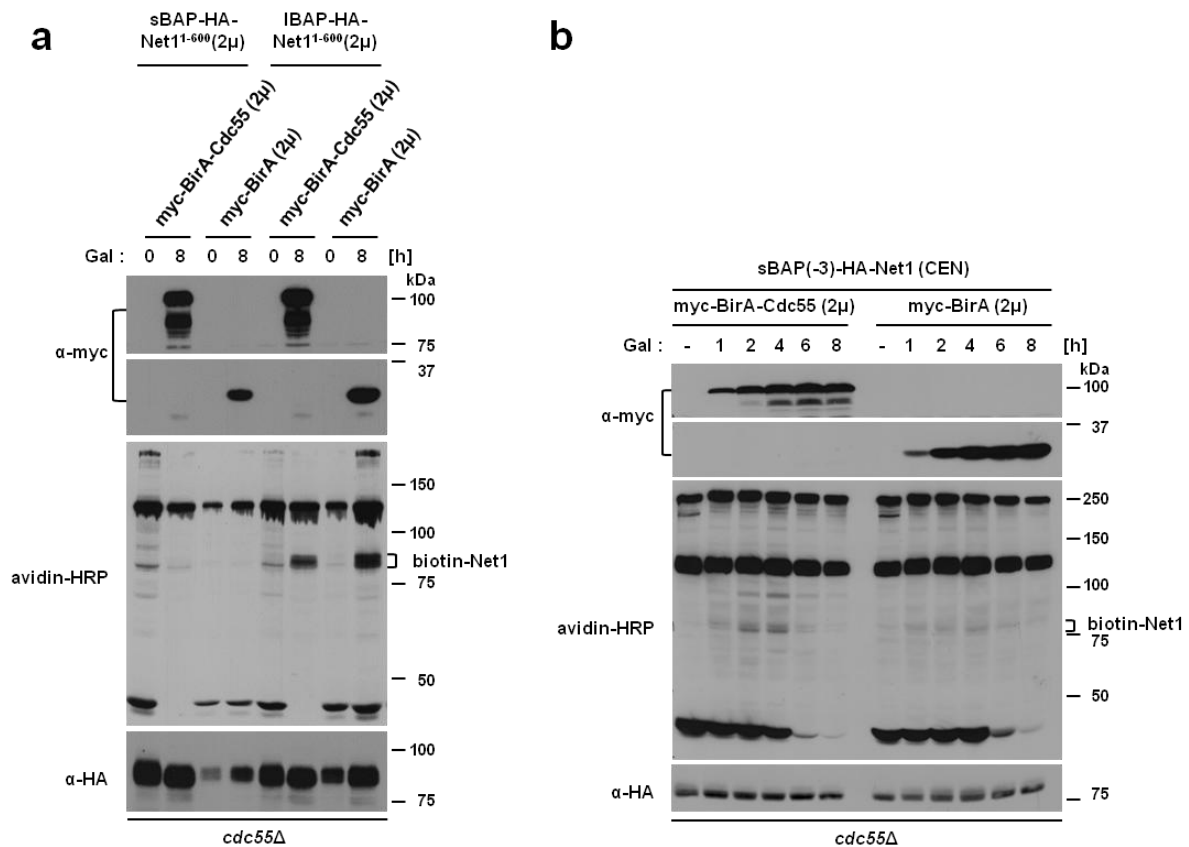 a
sBAP-HA-
Net1¹⁻⁶⁰⁰(2µ)
lBAP-HA-
Net1¹⁻⁶⁰⁰(2µ)
myc-BirA-Cdc55 (2µ)
myc-BirA (2µ)
myc-BirA-Cdc55 (2µ)
myc-BirA (2µ)
Gal : 0 8 0 8 0 8 0 8 [h]
kDa
100
α-myc
75
37
150
100
biotin-Net1
avidin-HRP
75
50
100
α-HA
75
cdc55Δ
b
sBAP(-3)-HA-Net1 (CEN)
myc-BirA-Cdc55 (2µ) myc-BirA (2µ)
Gal : - 1 2 4 6 8 - 1 2 4 6 8 [h]
kDa
100
α-myc
37
250
150
100
avidin-HRP
biotin-Net1
75
50
α-HA
75
cdc55Δ